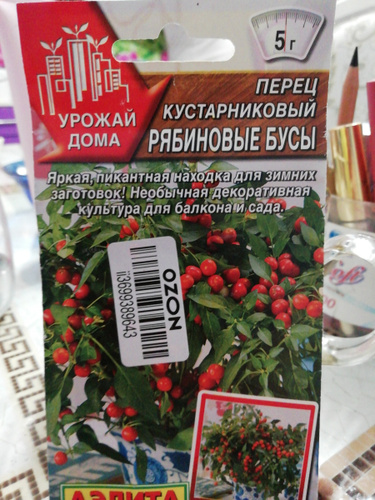 5 г
УРОЖАЙ
ДОМА
ПЕРЕЦ
КУСТАРНИКОВЫЙ
РЯБИНОВЫЕ БУСЫ
Яркая, пикантная находка для зимних
заготовок! Необычная декоративная
культура для балкона и сада.
OZON
ii3699389643
АЭЛИТА